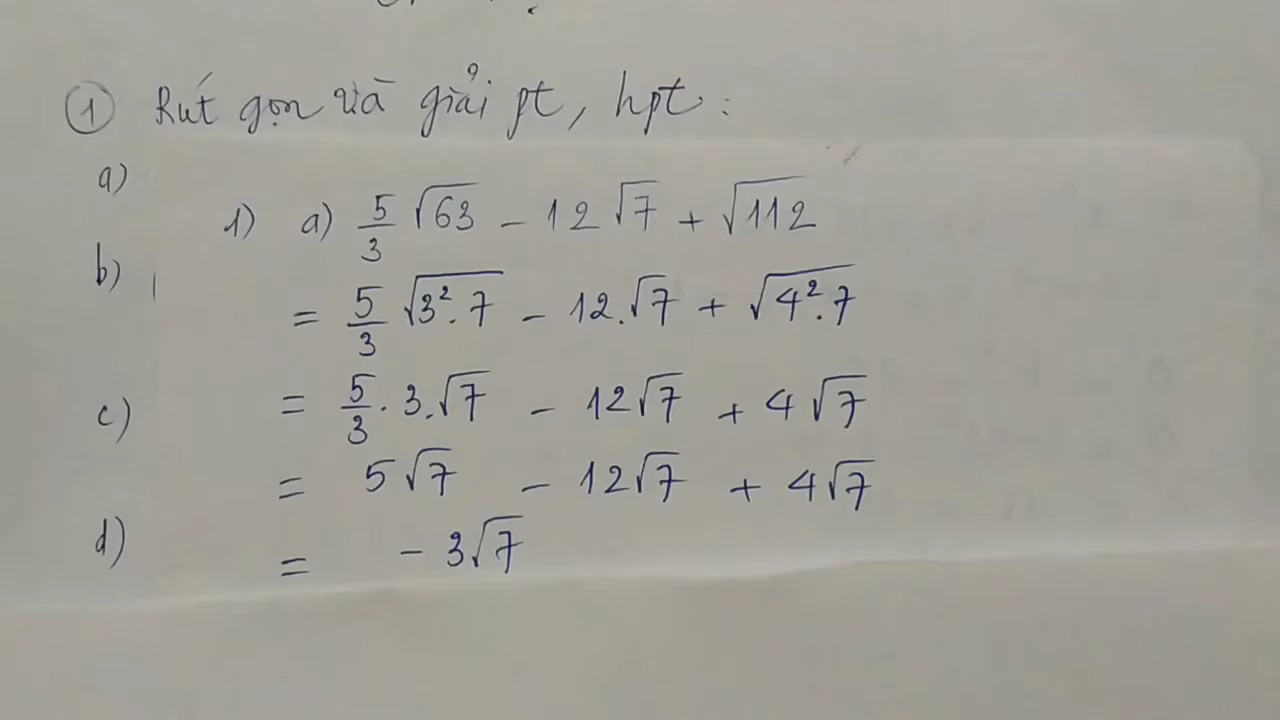 ① Rút gọn và giải pt, hpt :
a)
1) a) 5/3 √63 - 12√7 + √112
b)
= 5/3 √3².7 - 12.√7 + √4².7
c)
= 5/3 . 3.√7 - 12√7 + 4√7
= 5√7 - 12√7 + 4√7
d)
= - 3√7